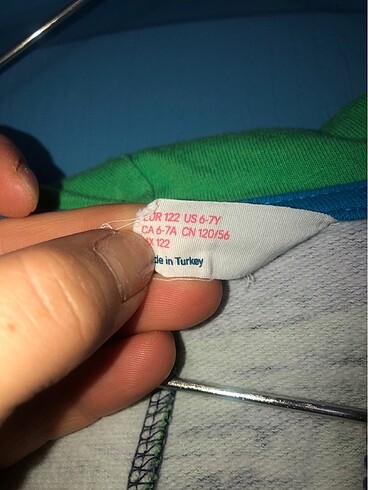 EUR 122 US 6-7Y
CA 6-7A CN 120/56
122
in Turkey